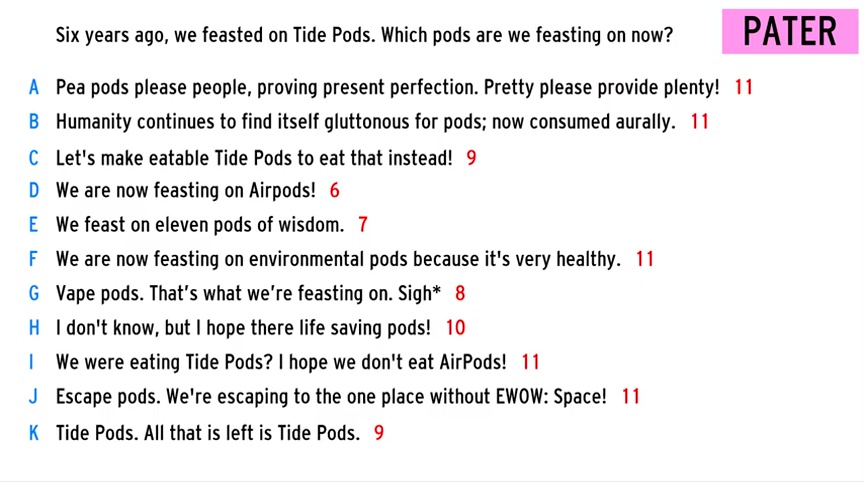 Six years ago, we feasted on Tide Pods. Which pods are we feasting on now?
PATER
A Pea pods please people, proving present perfection. Pretty please provide plenty! 11
B Humanity continues to find itself gluttonous for pods; now consumed aurally. 11
C Let's make eatable Tide Pods to eat that instead! 9
D We are now feasting on Airpods! 6
E We feast on eleven pods of wisdom. 7
F We are now feasting on environmental pods because it's very healthy. 11
G Vape pods. That’s what we’re feasting on. Sigh* 8
H I don't know, but I hope there life saving pods! 10
I We were eating Tide Pods? I hope we don't eat AirPods! 11
J Escape pods. We're escaping to the one place without EWOW: Space! 11
K Tide Pods. All that is left is Tide Pods. 9